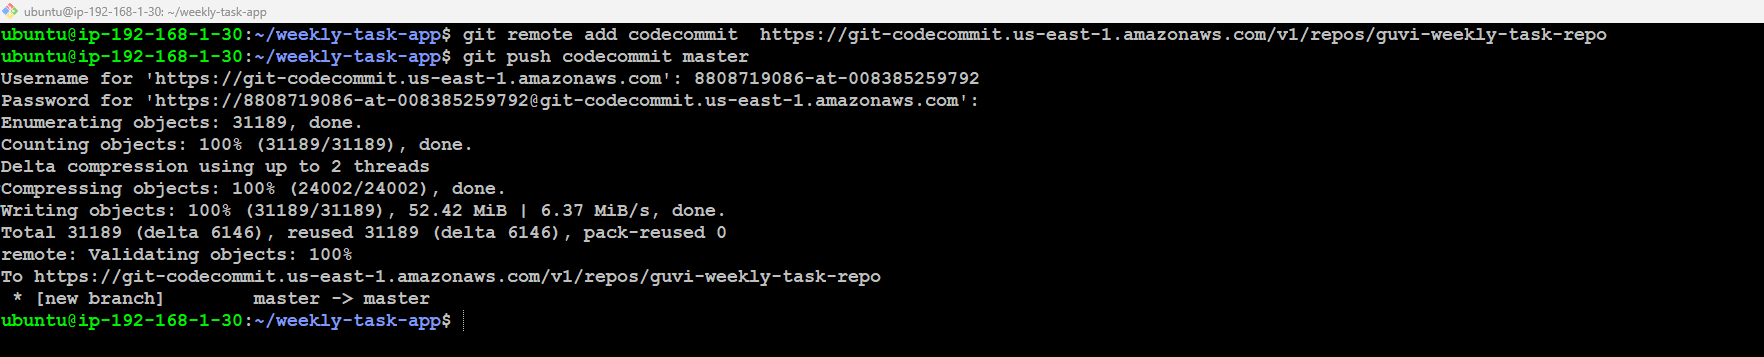 ubuntu@ip-192-168-1-30: ~/weekly-task-app
ubuntu@ip-192-168-1-30:~/weekly-task-app$ git remote add codecommit  https://git-codecommit.us-east-1.amazonaws.com/v1/repos/guvi-weekly-task-repo
ubuntu@ip-192-168-1-30:~/weekly-task-app$ git push codecommit master
Username for 'https://git-codecommit.us-east-1.amazonaws.com': 8808719086-at-008385259792
Password for 'https://8808719086-at-008385259792@git-codecommit.us-east-1.amazonaws.com':
Enumerating objects: 31189, done.
Counting objects: 100% (31189/31189), done.
Delta compression using up to 2 threads
Compressing objects: 100% (24002/24002), done.
Writing objects: 100% (31189/31189), 52.42 MiB | 6.37 MiB/s, done.
Total 31189 (delta 6146), reused 31189 (delta 6146), pack-reused 0
remote: Validating objects: 100%
To https://git-codecommit.us-east-1.amazonaws.com/v1/repos/guvi-weekly-task-repo
 * [new branch]        master -> master
ubuntu@ip-192-168-1-30:~/weekly-task-app$